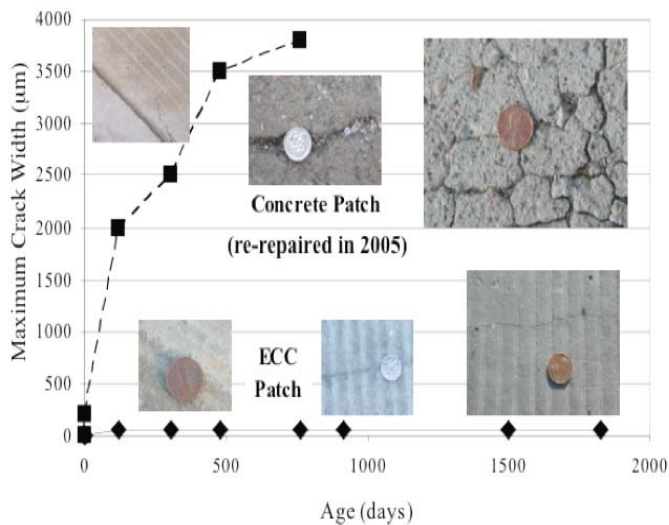 4000
3500
3000
2500
2000
1500
1000
500
0
Maximum Crack Width (μm)
Concrete Patch
(re-repaired in 2005)
ECC
Patch
0 500 1000 1500 2000
Age (days)